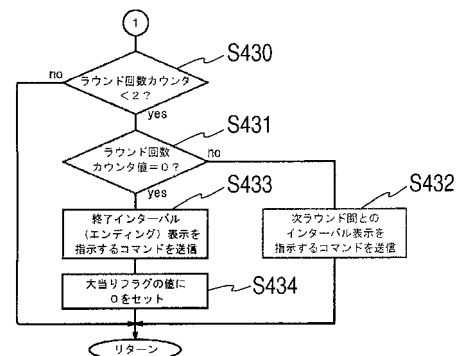 1
S430
no
ラウンド回数カウンタ
<2?
yes
S431
ラウンド回数
カウンタ値=0?
no
yes
S433
S432
終了インターバル
(エンディング)表示を
指示するコマンドを送信
次ラウンド間との
インターバル表示を
指示するコマンドを送信
大当りフラグの値に
0をセット
S434
リターン